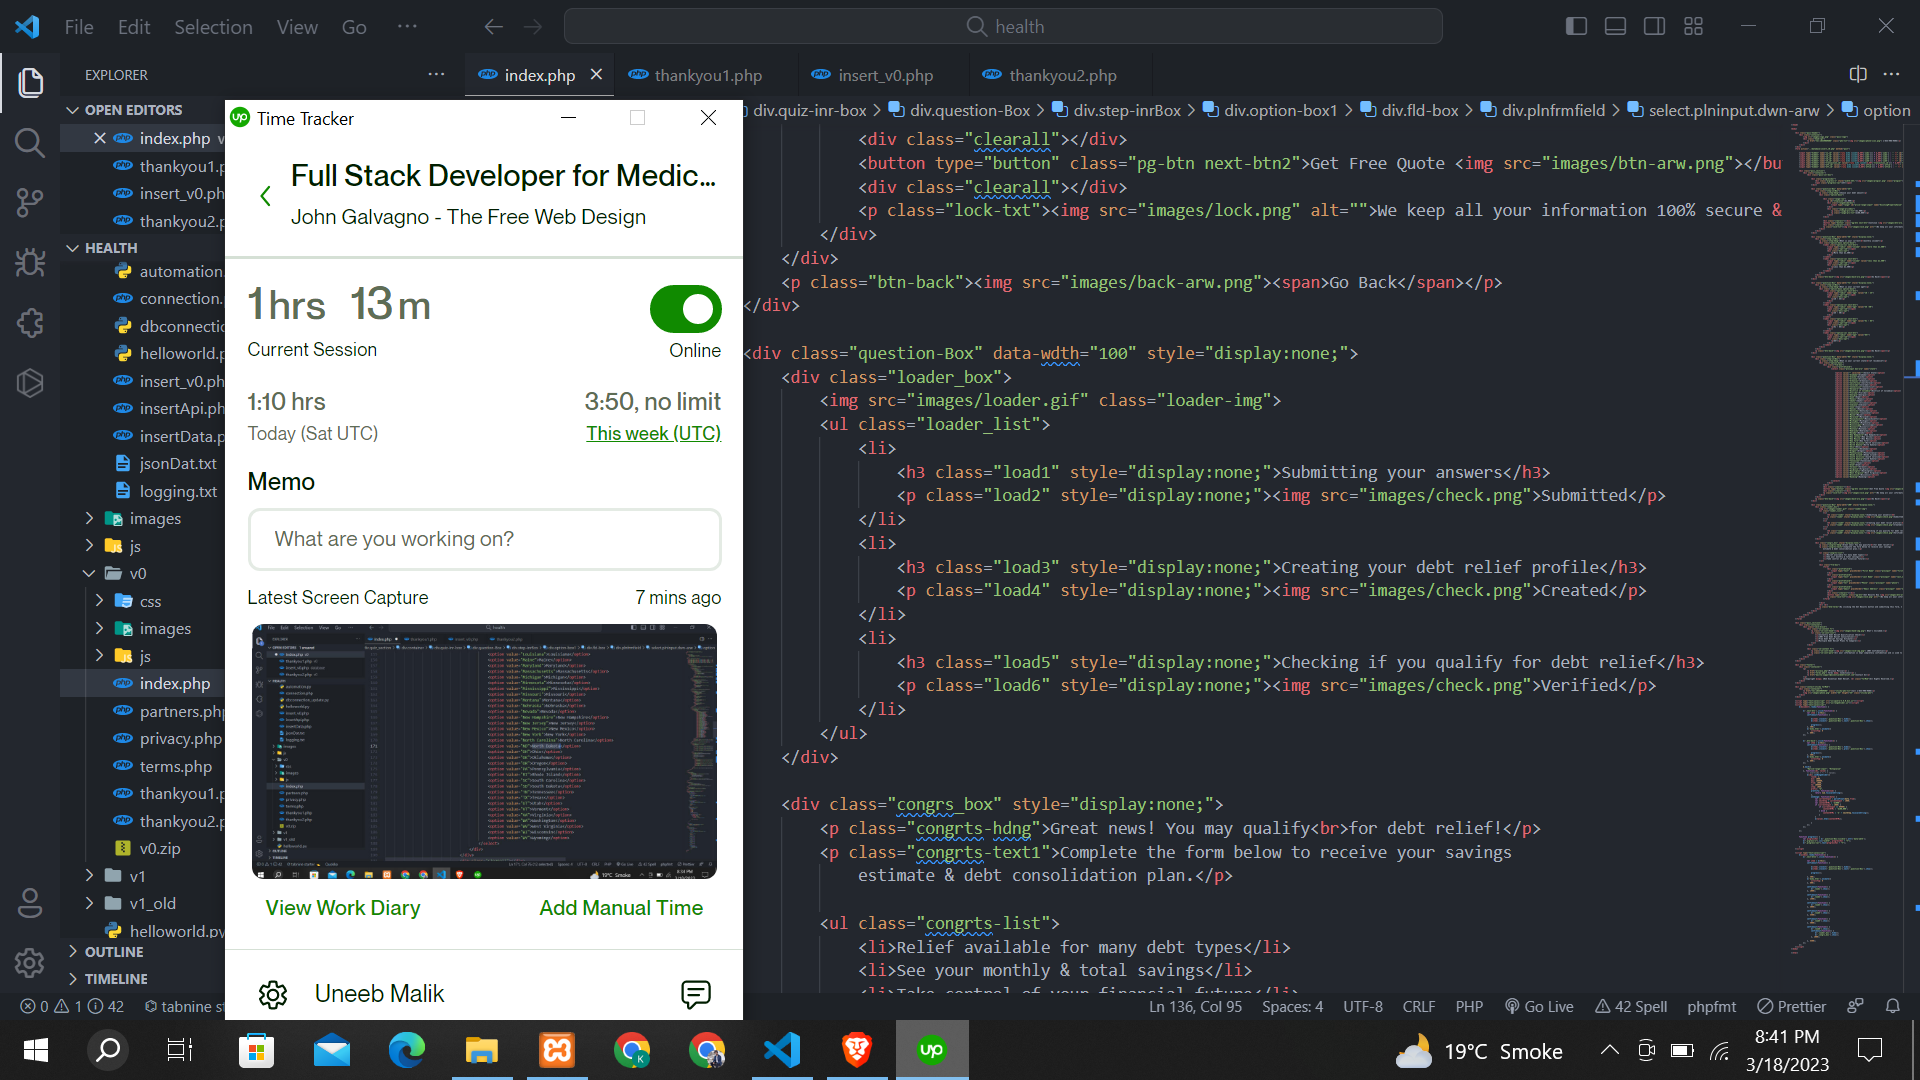 File Edit Selection View Go ··· health
EXPLORER ···
index.php
thankyou1.php
insert_v0.php
thankyou2.php
OPEN EDITORS
index.php
thankyou1.
insert_v0.ph
thankyou2.p
HEALTH
automation.
connection.
dbconnectic
helloworld.p
insert_v0.ph
insertApi.ph
insertData.p
jsonDat.txt
logging.txt
images
js
v0
css
images
js
index.php
partners.php
privacy.php
terms.php
thankyou1.p
thankyou2.p
v0.zip
v1
v1_old
helloworld.py
OUTLINE
TIMELINE
up Time Tracker
Full Stack Developer for Medic...
John Galvagno - The Free Web Design
1hrs 13m
Current Session
Online
1:10 hrs
Today (Sat UTC)
3:50, no limit
This week (UTC)
Memo
What are you working on?
Latest Screen Capture
7 mins ago
View Work Diary
Add Manual Time
Uneeb Malik
div.quiz-inr-box > div.question-Box > div.step-inrBox > div.option-box1 > div.fld-box > div.plnfrmfield > select.plninput.dwn-arw > option
<div class="clearall"></div>
<button type="button" class="pg-btn next-btn2">Get Free Quote <img src="images/btn-arw.png"></bu
<div class="clearall"></div>
<p class="lock-txt"><img src="images/lock.png" alt="">We keep all your information 100% secure &
</div>
</div>
<p class="btn-back"><img src="images/back-arw.png"><span>Go Back</span></p>
</div>
<div class="question-Box" data-wdth="100" style="display:none;">
<div class="loader_box">
<img src="images/loader.gif" class="loader-img">
<ul class="loader_list">
<li>
<h3 class="load1" style="display:none;">Submitting your answers</h3>
<p class="load2" style="display:none;"><img src="images/check.png">Submitted</p>
</li>
<li>
<h3 class="load3" style="display:none;">Creating your debt relief profile</h3>
<p class="load4" style="display:none;"><img src="images/check.png">Created</p>
</li>
<li>
<h3 class="load5" style="display:none;">Checking if you qualify for debt relief</h3>
<p class="load6" style="display:none;"><img src="images/check.png">Verified</p>
</li>
</ul>
</div>
<div class="congrs_box" style="display:none;">
<p class="congrts-hdng">Great news! You may qualify<br>for debt relief!</p>
<p class="congrts-text1">Complete the form below to receive your savings
estimate & debt consolidation plan.</p>
<ul class="congrts-list">
<li>Relief available for many debt types</li>
<li>See your monthly & total savings</li>
<li>Take control of your financial future</li>
0 1 42 tabnine st
Ln 136, Col 95 Spaces: 4 UTF-8 CRLF PHP Go Live 42 Spell phpfmt Prettier
19°C Smoke
8:41 PM
3/18/2023